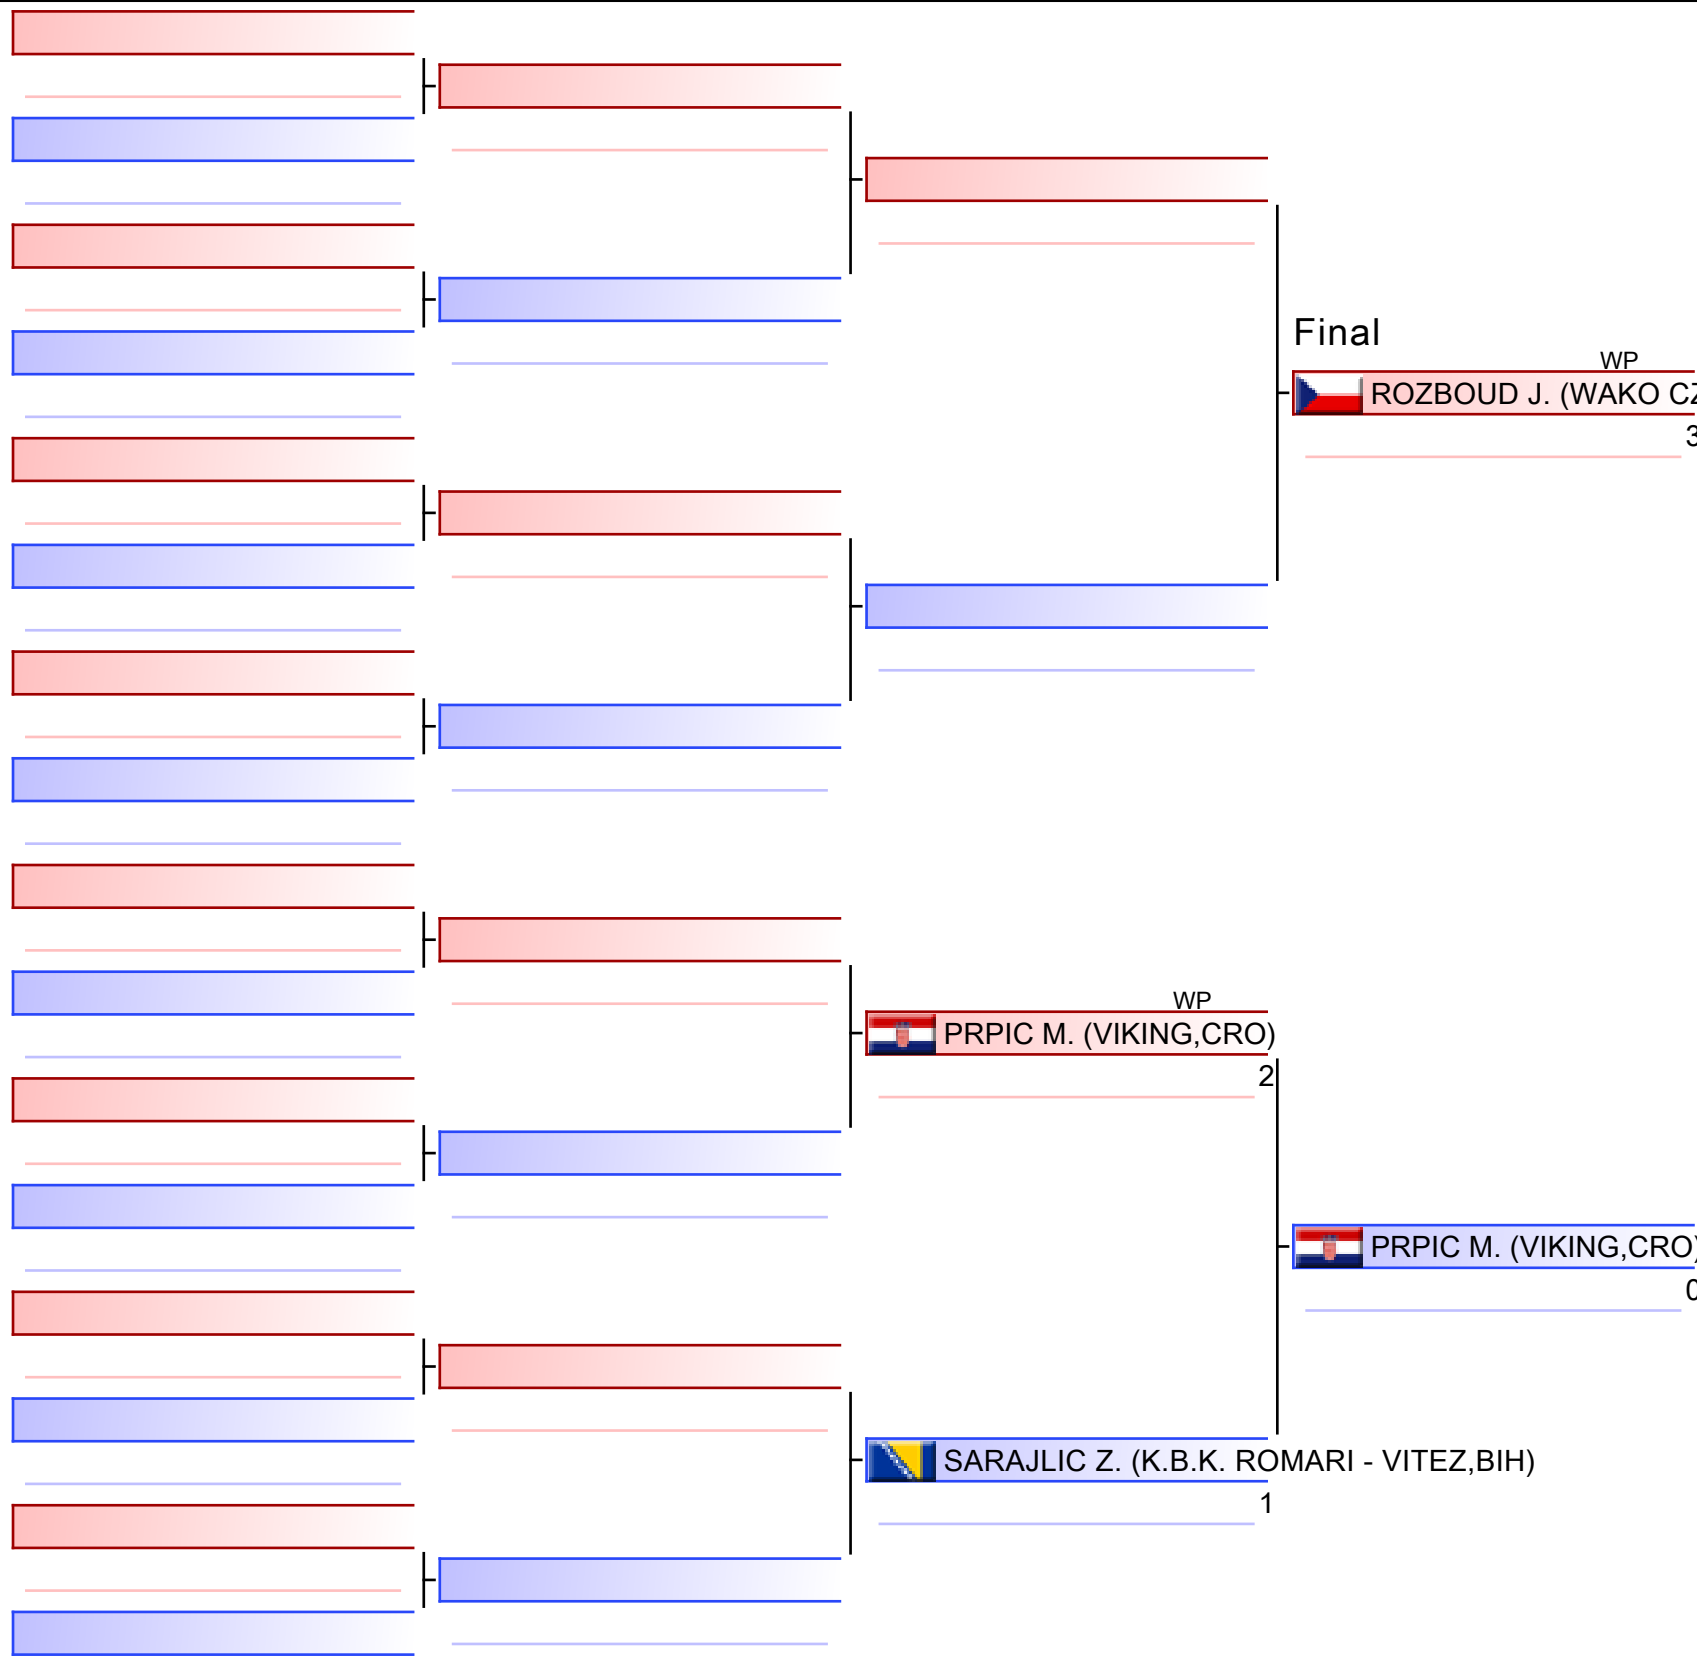 Final
WP
ROZBOUD J. (WAKO CZ
3
WP
PRPIC M. (VIKING,CRO)
2
PRPIC M. (VIKING,CRO)
0
SARAJLIC Z. (K.B.K. ROMARI - VITEZ,BIH)
1